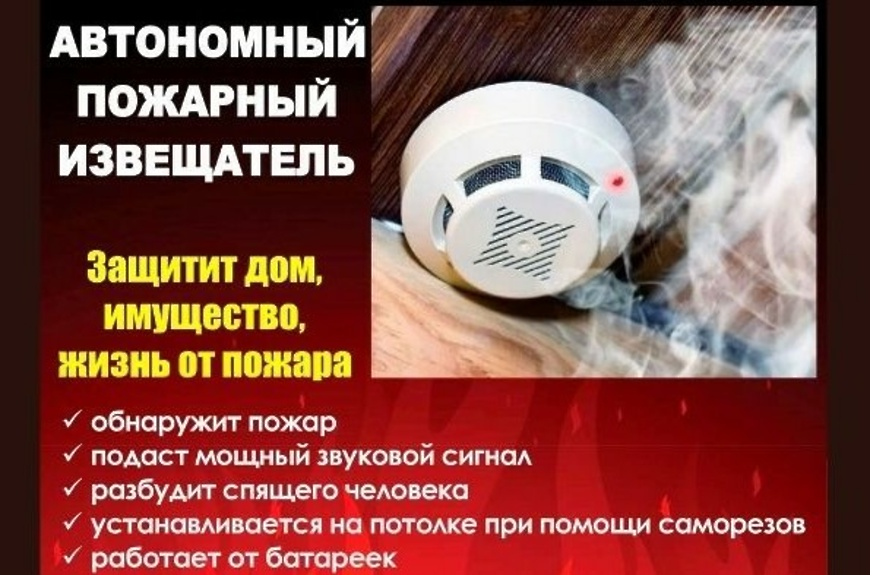 АВТОНОМНЫЙ
ПОЖАРНЫЙ
ИЗВЕЩАТЕЛЬ
Защитит дом,
имущество,
жизнь от пожара
✓ обнаружит пожар
✓ подаст мощный звуковой сигнал
✓ разбудит спящего человека
✓ устанавливается на потолке при помощи саморезов
✓ работает от батареек